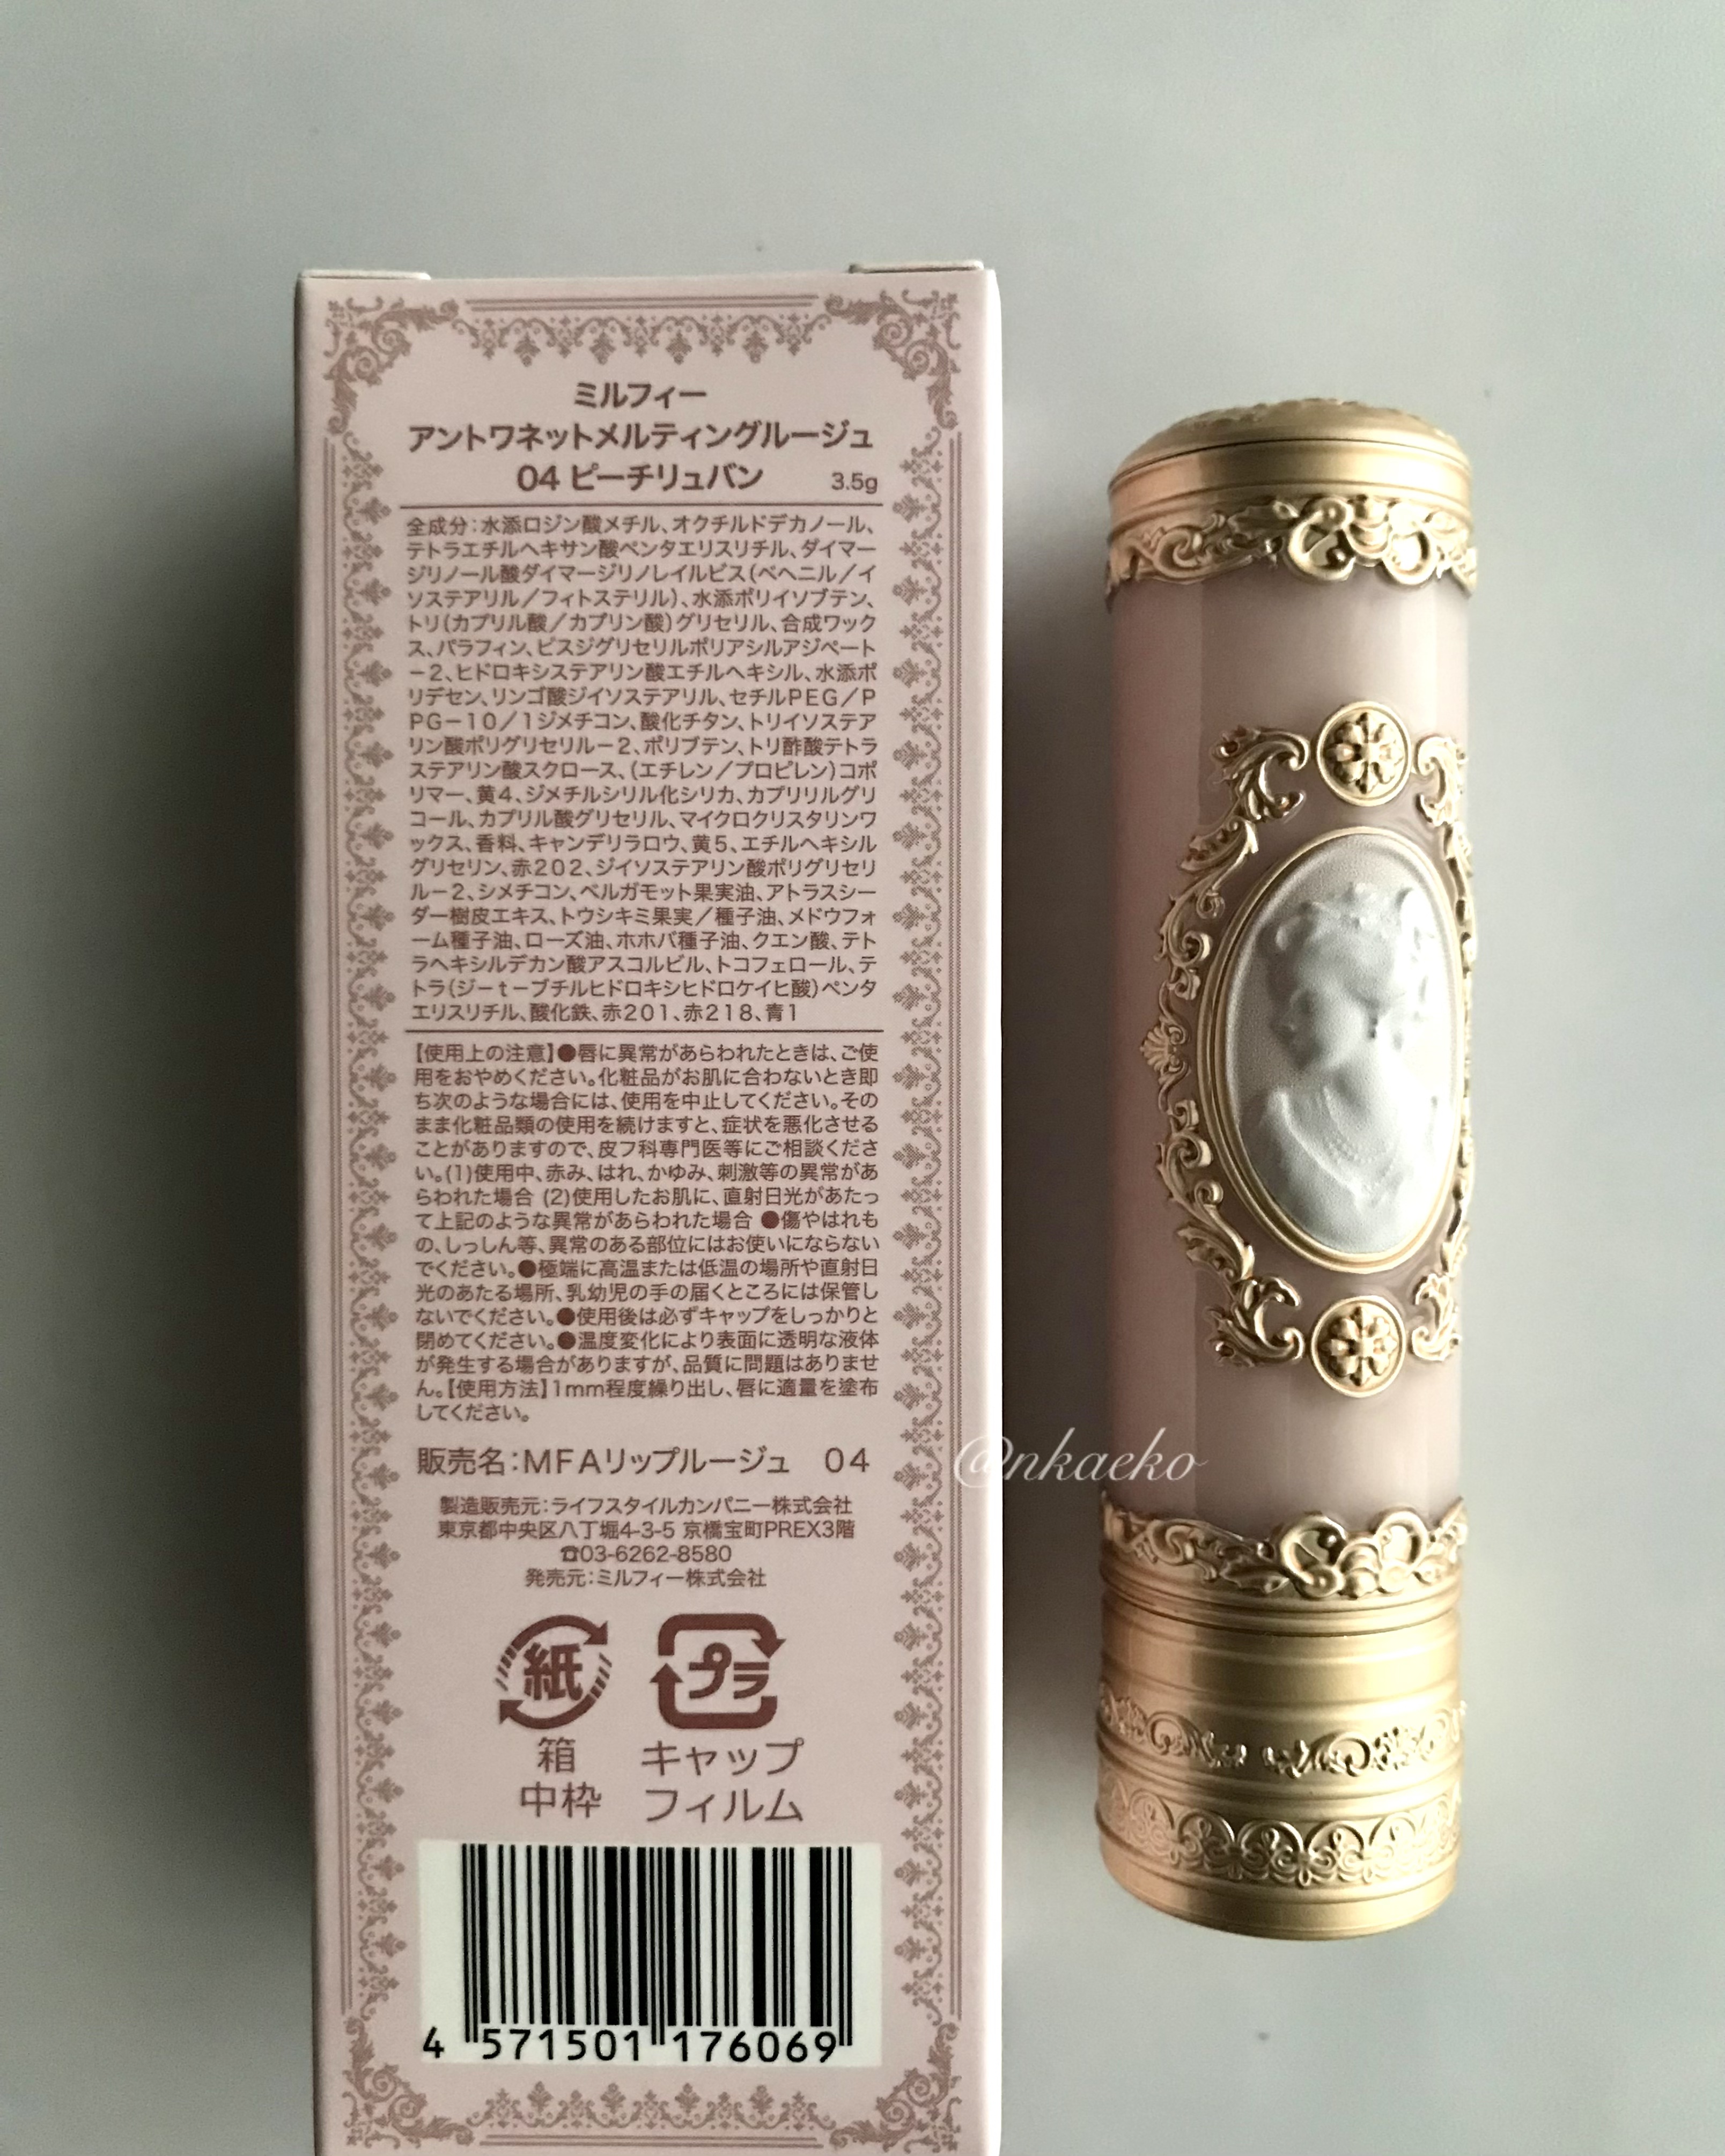 ミルフィー
アントワネットメルティングルージュ
04 ピーチリュバン 3.5g
全成分：水添ロジン酸メチル、オクチルドデカノール、
テトラエチルヘキサン酸ペンタエリスリチル、ダイマー
ジリノール酸ダイマージリノレイルビス（ベヘニル／イ
ソステアリル／フィトステリル）、水添ポリイソブテン、
トリ（カプリル酸／カプリン酸）グリセリル、合成ワック
ス、パラフィン、ビスジグリセリルポリアシルアジペート
－2、ヒドロキシステアリン酸エチルヘキシル、水添ポ
リデセン、リンゴ酸ジイソステアリル、セチルPEG／P
PG－10／1ジメチコン、酸化チタン、トリイソステア
リン酸ポリグリセリル－2、ポリブテン、トリ酢酸テトラ
ステアリン酸スクロース、（エチレン／プロピレン）コポ
リマー、黄4、ジメチルシリル化シリカ、カプリリルグリ
コール、カプリル酸グリセリル、マイクロクリスタリンワ
ックス、香料、キャンデリラロウ、黄5、エチルヘキシル
グリセリン、赤202、ジイソステアリン酸ポリグリセリ
ル－2、シメチコン、ベルガモット果実油、アトラスシー
ダー樹皮エキス、トウシキミ果実／種子油、メドウフォ
ーム種子油、ローズ油、ホホバ種子油、クエン酸、テト
ラヘキシルデカン酸アスコルビル、トコフェロール、テ
トラ（ジ－t－ブチルヒドロキシヒドロケイヒ酸）ペンタ
エリスリチル、酸化鉄、赤201、赤218、青1
【使用上の注意】●唇に異常があらわれたときは、ご使
用をおやめください。化粧品がお肌に合わないとき即
ち次のような場合には、使用を中止してください。その
まま化粧品類の使用を続けますと、症状を悪化させる
ことがありますので、皮フ科専門医等にご相談くださ
い。(1)使用中、赤み、はれ、かゆみ、刺激等の異常があ
らわれた場合 (2)使用したお肌に、直射日光があたっ
て上記のような異常があらわれた場合 ●傷やはれも
の、しっしん等、異常のある部位にはお使いにならない
でください。●極端に高温または低温の場所や直射日
光のあたる場所、乳幼児の手の届くところには保管し
ないでください。●使用後は必ずキャップをしっかりと
閉めてください。●温度変化により表面に透明な液体
が発生する場合がありますが、品質に問題はありませ
ん。【使用方法】1mm程度繰り出し、唇に適量を塗布
してください。
販売名：MFAリップルージュ 04
製造販売元：ライフスタイルカンパニー株式会社
東京都中央区八丁堀4-3-5 京橋宝町PREX3階
☎03-6262-8580
発売元：ミルフィー株式会社
紙 プラ
箱 キャップ
中枠 フィルム
4 571501 176069
@nkaeko